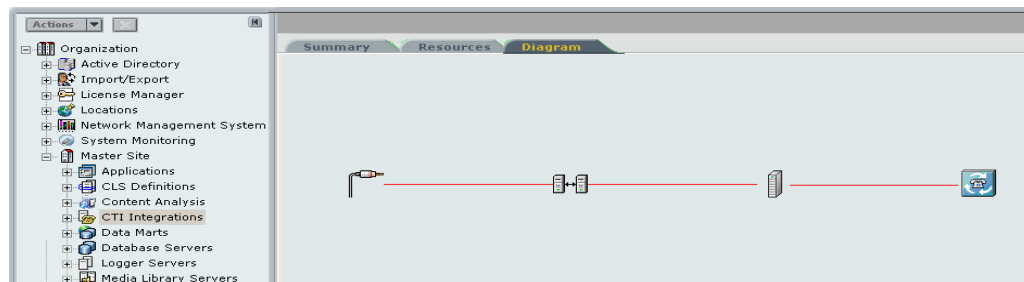 Actions
Organization
Active Directory
Import/Export
License Manager
Locations
Network Management System
System Monitoring
Master Site
Applications
CLS Definitions
Content Analysis
CTI Integrations
Data Marts
Database Servers
Logger Servers
Media Library Servers
Summary Resources Diagram